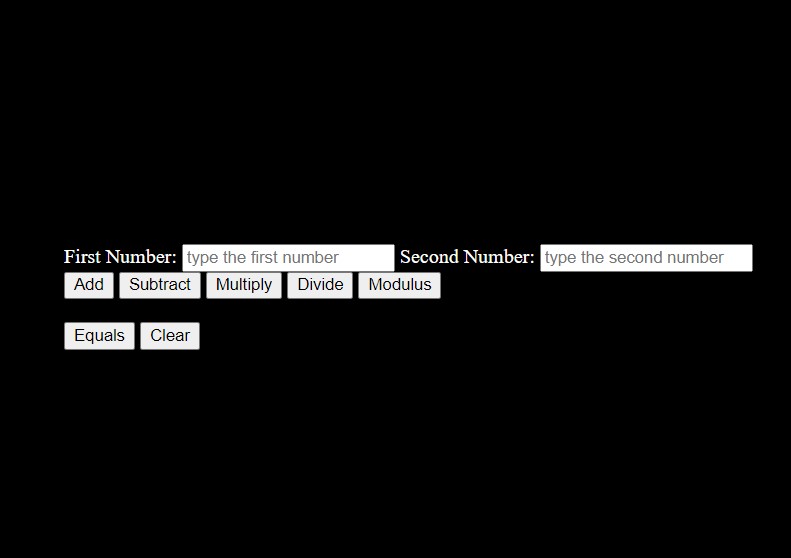 First Number: type the first number Second Number: type the second number
Add Subtract Multiply Divide Modulus
Equals Clear